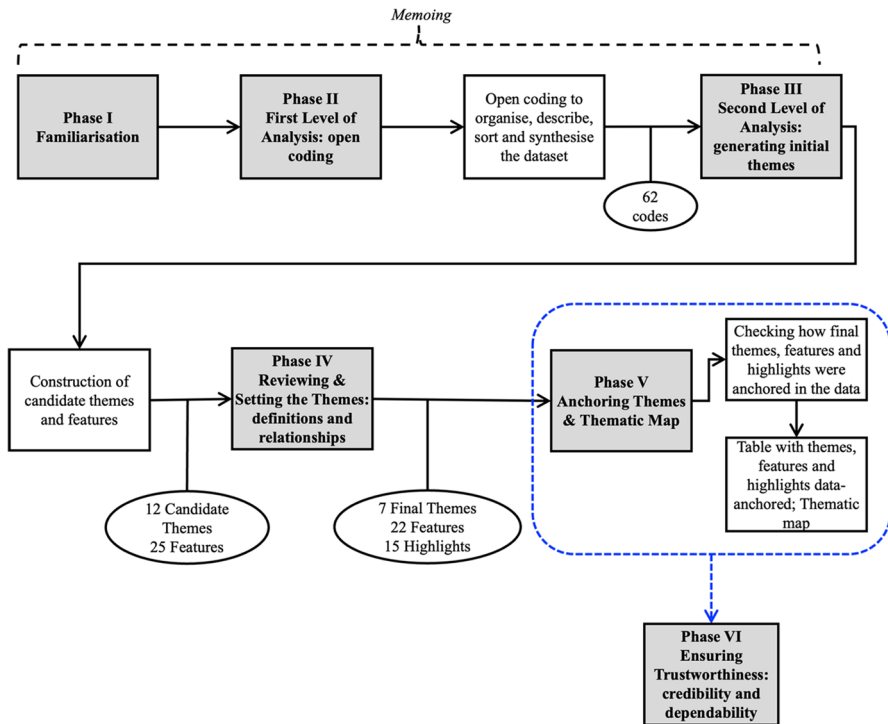 Memoing
Phase I
Familiarisation
Phase II
First Level of
Analysis: open
coding
Open coding to
organise, describe,
sort and synthesise
the dataset
Phase III
Second Level of
Analysis:
generating initial
themes
62
codes
Construction of
candidate themes
and features
Phase IV
Reviewing &
Setting the Themes:
definitions and
relationships
Phase V
Anchoring Themes
& Thematic Map
Checking how final
themes, features and
highlights were
anchored in the data
Table with themes,
features and
highlights data-
anchored; Thematic
map
12 Candidate
Themes
25 Features
7 Final Themes
22 Features
15 Highlights
Phase VI
Ensuring
Trustworthiness:
credibility and
dependability